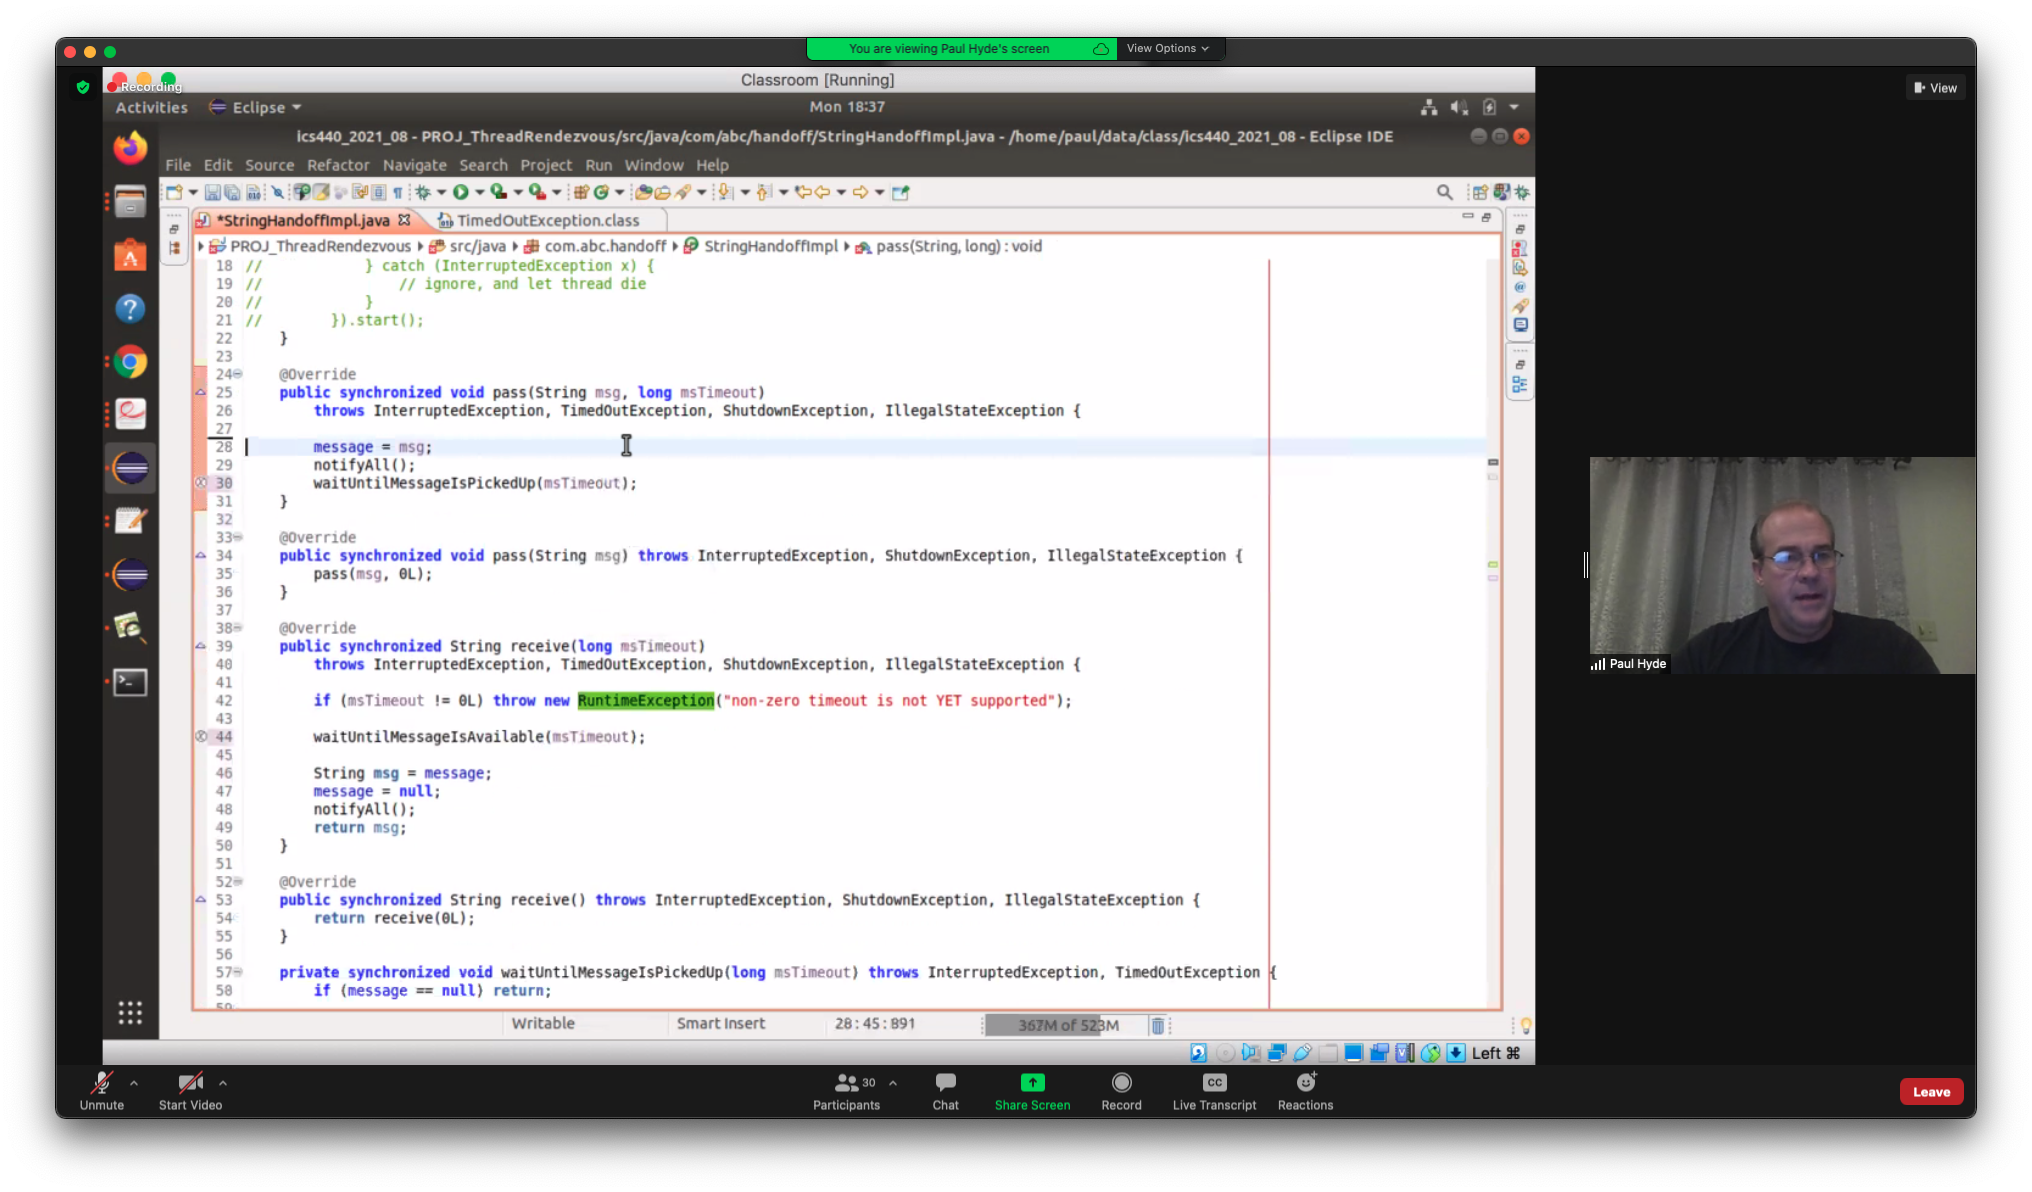 You are viewing Paul Hyde's screen
View Options
Classroom [Running]
Recording
View
Activities
Eclipse
Mon 18:37
ics440_2021_08 - PROJ_ThreadRendezvous/src/java/com/abc/handoff/StringHandoffImpl.java - /home/paul/data/class/ics440_2021_08 - Eclipse IDE
File Edit Source Refactor Navigate Search Project Run Window Help
*StringHandoffImpl.java
TimedOutException.class
PROJ_ThreadRendezvous src/java com.abc.handoff StringHandoffImpl pass(String, long) : void
18 // } catch (InterruptedException x) {
19 // // ignore, and let thread die
20 // }
21 // }).start();
22 }
23
24 @Override
25 public synchronized void pass(String msg, long msTimeout)
26 throws InterruptedException, TimedOutException, ShutdownException, IllegalStateException {
27
28 message = msg;
29 notifyAll();
30 waitUntilMessageIsPickedUp(msTimeout);
31 }
32
33 @Override
34 public synchronized void pass(String msg) throws InterruptedException, ShutdownException, IllegalStateException {
35 pass(msg, 0L);
36 }
37
38 @Override
39 public synchronized String receive(long msTimeout)
40 throws InterruptedException, TimedOutException, ShutdownException, IllegalStateException {
41
42 if (msTimeout != 0L) throw new RuntimeException("non-zero timeout is not YET supported");
43
44 waitUntilMessageIsAvailable(msTimeout);
45
46 String msg = message;
47 message = null;
48 notifyAll();
49 return msg;
50 }
51
52 @Override
53 public synchronized String receive() throws InterruptedException, ShutdownException, IllegalStateException {
54 return receive(0L);
55 }
56
57 private synchronized void waitUntilMessageIsPickedUp(long msTimeout) throws InterruptedException, TimedOutException {
58 if (message == null) return;
59
Writable
Smart Insert
28 : 45 : 891
367M of 523M
Left ⌘
Paul Hyde
Unmute
Start Video
30
Participants
Chat
Share Screen
Record
CC
Live Transcript
Reactions
Leave